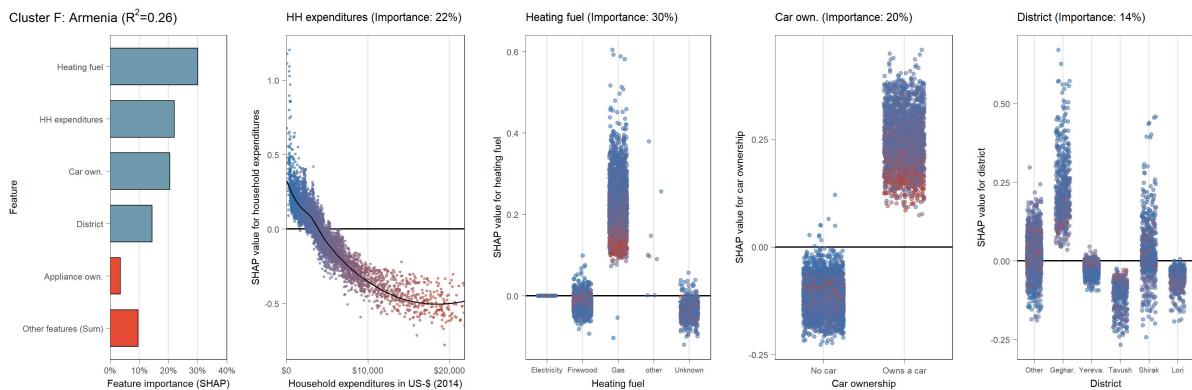 Cluster F: Armenia (R²=0.26)
Feature
Heating fuel
HH expenditures
Car own.
District
Appliance own.
Other features (Sum)
0% 10% 20% 30% 40%
Feature importance (SHAP)
HH expenditures (Importance: 22%)
SHAP value for household expenditures
1.0
0.5
0.0
-0.5
$0 $10,000 $20,000
Household expenditures in US-$ (2014)
Heating fuel (Importance: 30%)
SHAP value for heating fuel
0.6
0.4
0.2
0.0
Electricity Firewood Gas other Unknown
Heating fuel
Car own. (Importance: 20%)
SHAP value for car ownership
0.25
0.00
-0.25
No car Owns a car
Car ownership
District (Importance: 14%)
SHAP value for district
0.50
0.25
0.00
-0.25
Other Geghar. Yereva. Tavush Shirak Lori
District